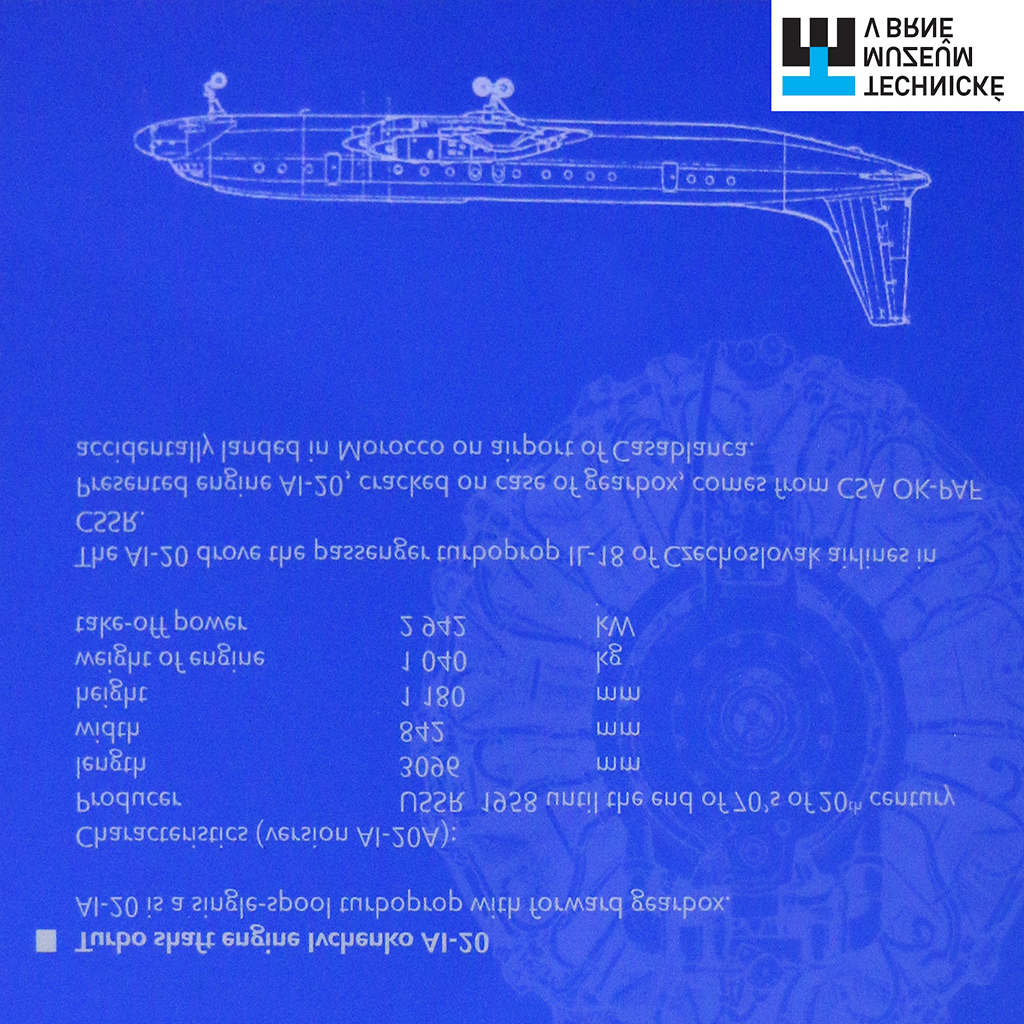 Turbo shaft engine Ivchenko AI-20
AI-20 is a single-spool turboprop with forward gearbox.
Characteristics (version AI-20A):
Producer USSR 1958 until the end of 70's of 20th century
length 3096 mm
width 842 mm
height 1 180 mm
weight of engine 1 040 kg
take-off power 2 942 kW
The AI-20 drove the passenger turboprop IL-18 of Czechoslovak airlines in
CSSR.
Presented engine AI-20, cracked on case of gearbox, comes from CSA OK-PAF
accidentally landed in Morocco on airport of Casablanca.
TECHNICKÉ
MUZEUM
V BRNĚ